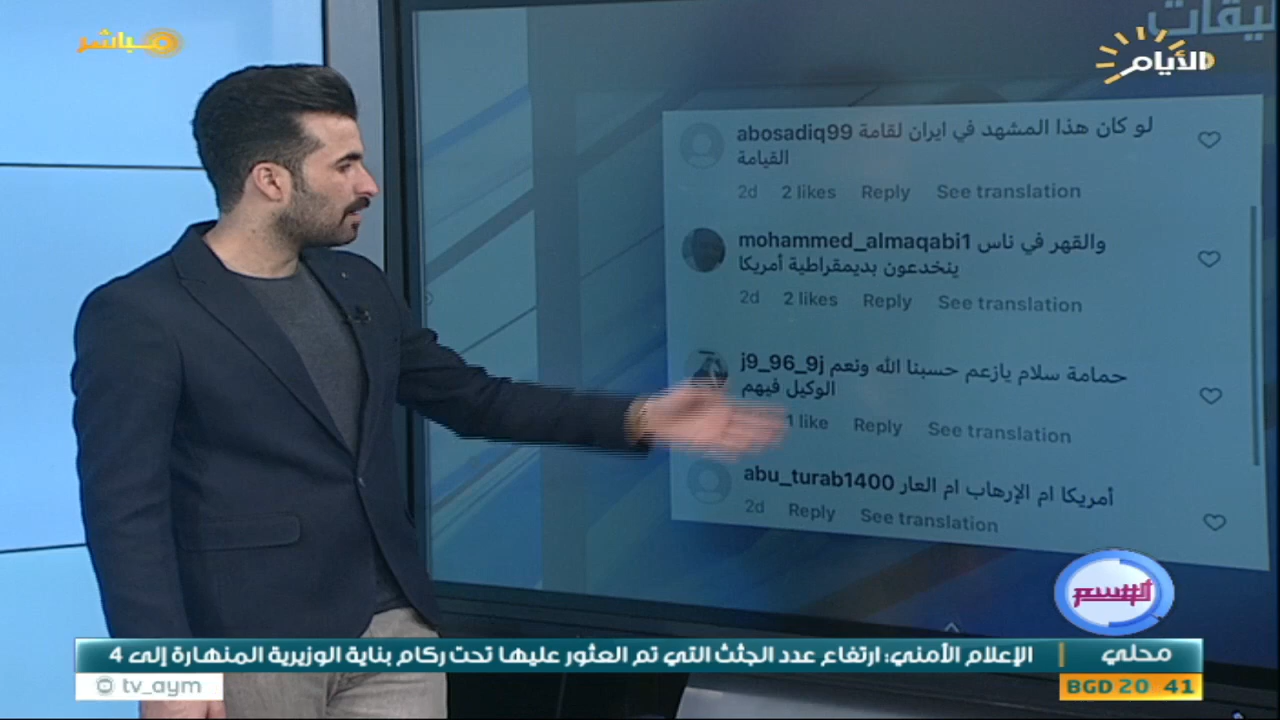 مباشر
الأيام
abosadiq99 لو كان هذا المشهد في ايران لقامة
القيامة
2d 2 likes Reply See translation
mohammed_almaqabi1 والقهر في ناس
ينخدعون بديمقراطية أمريكا
2d 2 likes Reply See translation
j9_96_9j حمامة سلام يازعم حسبنا الله ونعم
الوكيل فيهم
1 like Reply See translation
abu_turab1400 أمريكا ام الإرهاب ام العار
2d Reply See translation
محلي
الإعلام الأمني: ارتفاع عدد الجثث التي تم العثور عليها تحت ركام بناية الوزيرية المنهارة إلى 4
tv_aym
BGD 20 41